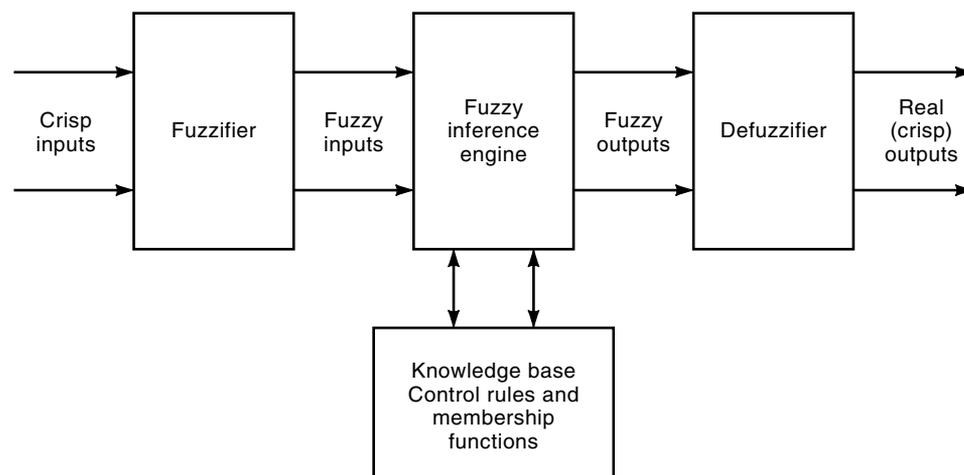 Crisp
inputs
Fuzzifier
Fuzzy
inputs
Fuzzy
inference
engine
Fuzzy
outputs
Defuzzifier
Real
(crisp)
outputs
Knowledge base
Control rules and
membership
functions